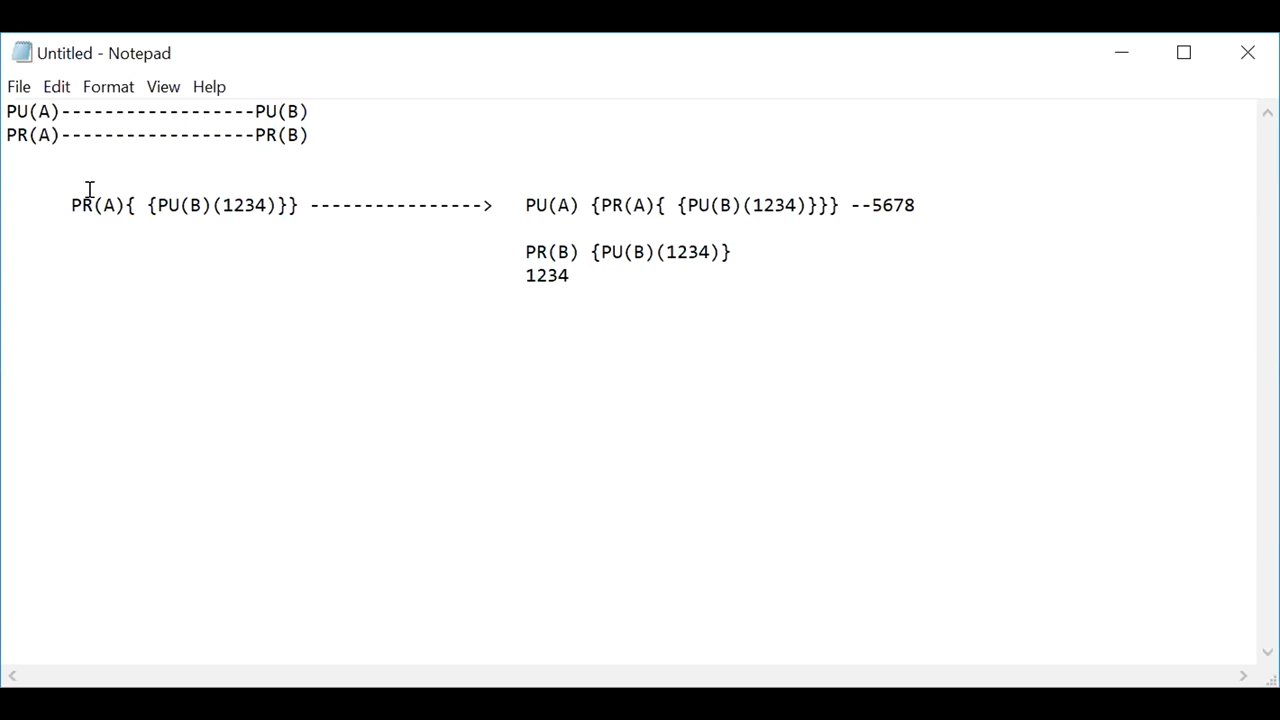 Untitled - Notepad
File Edit Format View Help
PU(A)------------------PU(B)
PR(A)------------------PR(B)
PR(A){ {PU(B)(1234)}} ----------------> PU(A) {PR(A){ {PU(B)(1234)}}} --5678
PR(B) {PU(B)(1234)}
1234